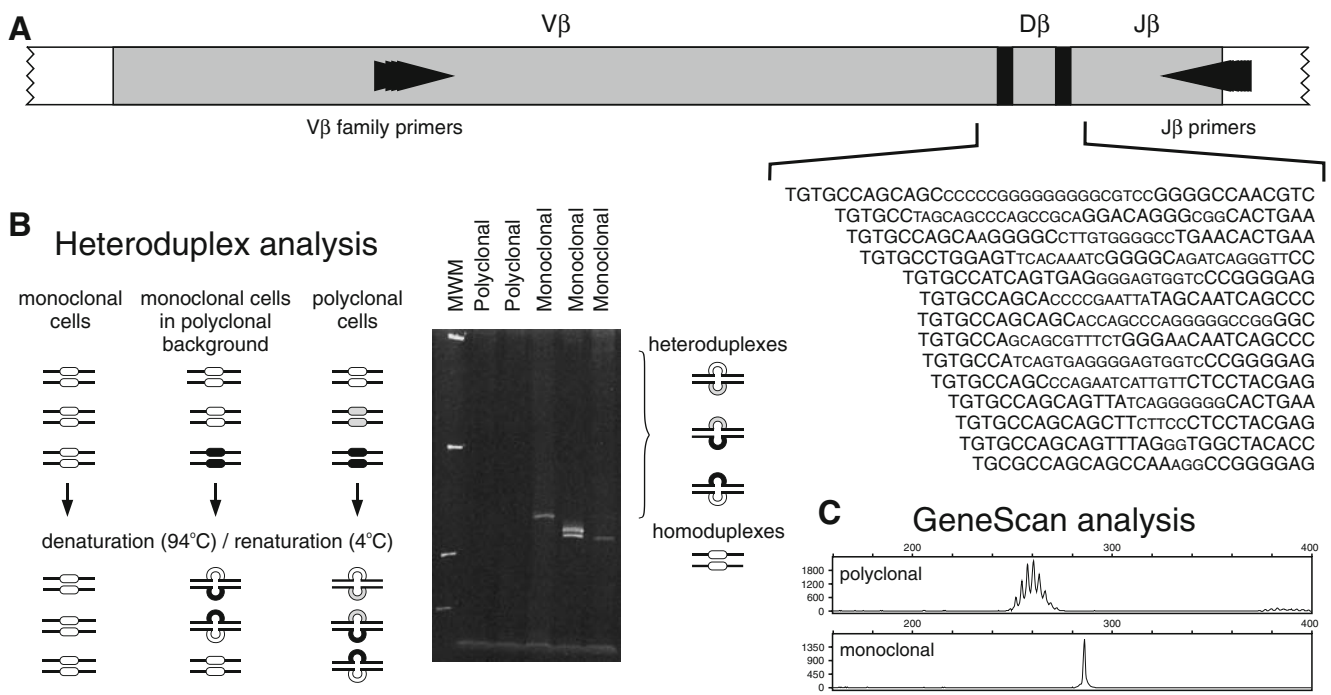 A
Vβ
Dβ
Jβ
Vβ family primers
Jβ primers
TGTGCCAGCAGCCCCCCGGGGGGGGGGCGTCCGGGGGCCAACGTC
TGTGCCTAGCAGCCCAGCCGCAGGACAGGGCGGCACTGAA
TGTGCCAGCAAGGGGCCTTGTGGGGCCTGAACACTGAA
TGTGCCTGGAGTTCACAAATCGGGGCAGATCAGGGTTCC
TGTGCCATCAGTGAGGGGAGTGGTCCCGGGGAG
TGTGCCAGCACCCCGAATTATAGCAATCAGCCC
TGTGCCAGCAGCACCAGCCCAGGGGGCCGGGGC
TGTGCCAGCAGCGTTTCTGGGAACAATCAGCCC
TGTGCCATCAGTGAGGGGAGTGGTCCCGGGGAG
TGTGCCAGCCCAGAATCATTGTTCTCCTACGAG
TGTGCCAGCAGTTATCAGGGGGGCACTGAA
TGTGCCAGCAGCTTCTTCCCTCCTACGAG
TGTGCCAGCAGTTTAGGGTGGCTACACC
TGCGCCAGCAGCCAAAGGCCGGGGAG
B
Heteroduplex analysis
monoclonal
cells
monoclonal cells
in polyclonal
background
polyclonal
cells
denaturation (94°C) / renaturation (4°C)
MWM
Polyclonal
Polyclonal
Monoclonal
Monoclonal
Monoclonal
heteroduplexes
homoduplexes
C
GeneScan analysis
200
300
400
polyclonal
1800
1200
600
0
200
300
400
monoclonal
1350
900
450
0